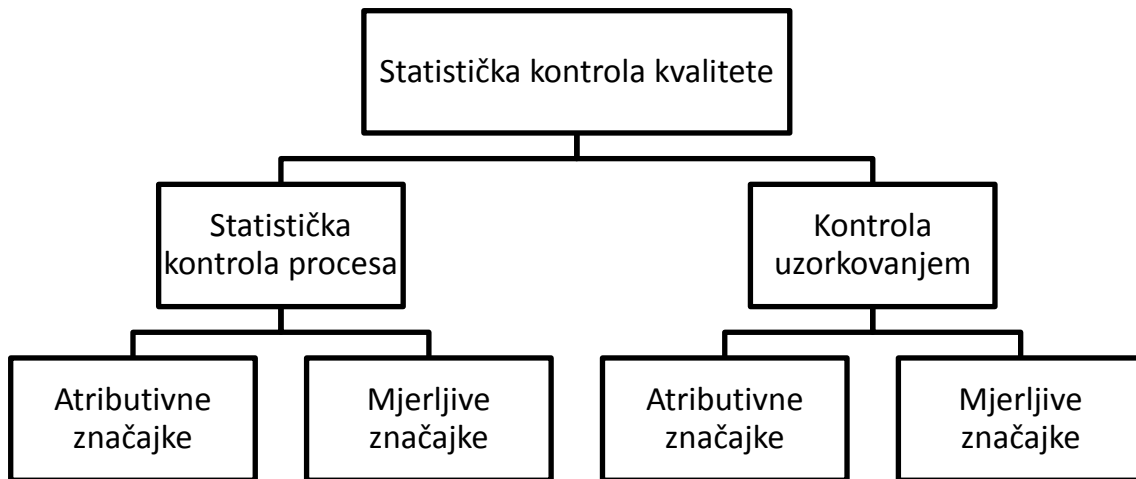 Statistička kontrola kvalitete
Statistička
kontrola procesa
Kontrola
uzorkovanjem
Atributivne
značajke
Mjerljive
značajke
Atributivne
značajke
Mjerljive
značajke